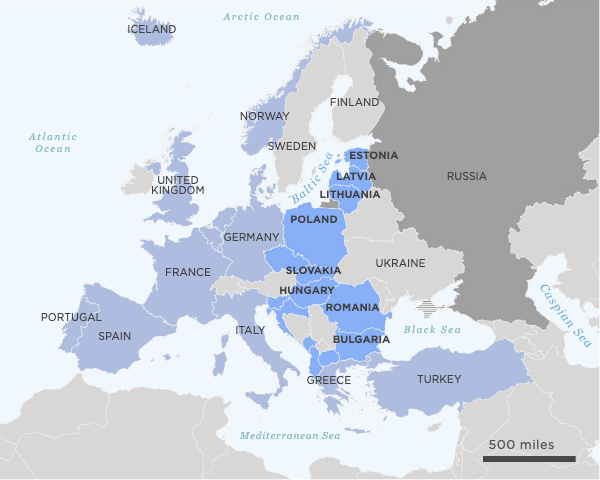 Arctic Ocean
ICELAND
FINLAND
NORWAY
Atlantic
Ocean
SWEDEN
ESTONIA
Baltic Sea
LATVIA
RUSSIA
UNITED
KINGDOM
LITHUANIA
POLAND
GERMANY
UKRAINE
FRANCE
SLOVAKIA
HUNGARY
ROMANIA
Caspian Sea
PORTUGAL
SPAIN
ITALY
Black Sea
BULGARIA
GREECE
TURKEY
Mediterranean Sea
500 miles